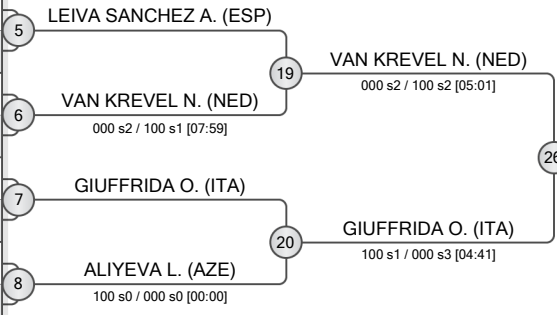 LEIVA SANCHEZ A. (ESP)
5
19
VAN KREVEL N. (NED)
000 s2 / 100 s2 [05:01]
VAN KREVEL N. (NED)
6
000 s2 / 100 s1 [07:59]
26
GIUFFRIDA O. (ITA)
7
20
GIUFFRIDA O. (ITA)
100 s1 / 000 s3 [04:41]
ALIYEVA L. (AZE)
8
100 s0 / 000 s0 [00:00]